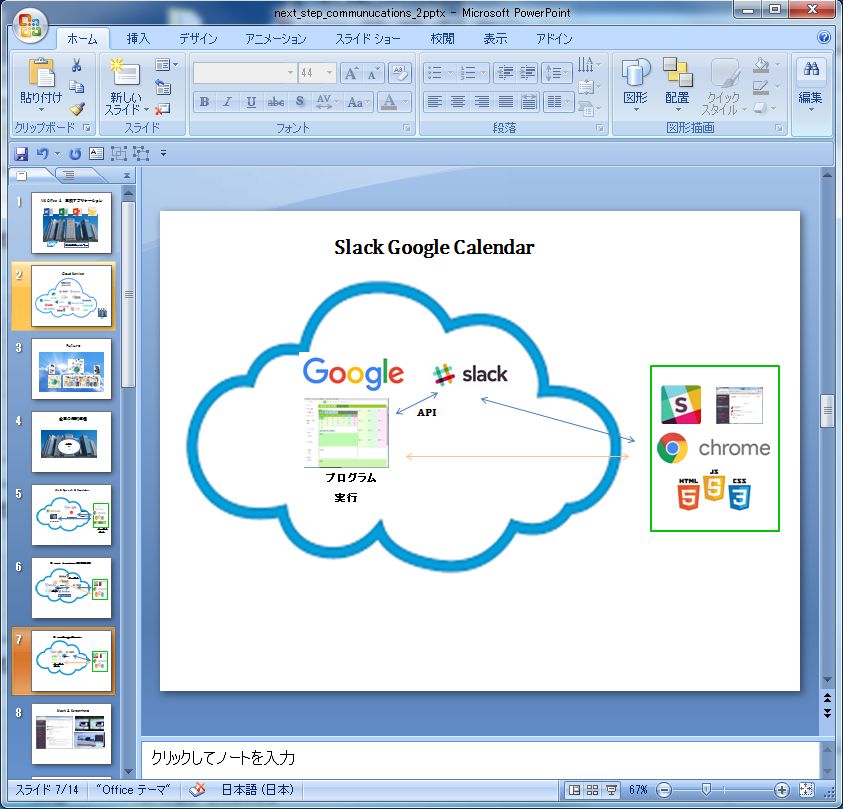 next_step_communucations_2pptx - Microsoft PowerPoint
ホーム 挿入 デザイン アニメーション スライド ショー 校閲 表示 アドイン
貼り付け
新しい
スライド
44
B I U abc S AV Aa A
図形 配置 クイック
スタイル
編集
クリップボード スライド フォント 段落 図形描画
1
2
3
4
5
6
7
8
Slack Google Calendar
Google slack
API
プログラム
実行
S
chrome
HTML JS CSS
5 5 3
クリックしてノートを入力
スライド 7/14 "Office テーマ" 日本語 (日本) 67%